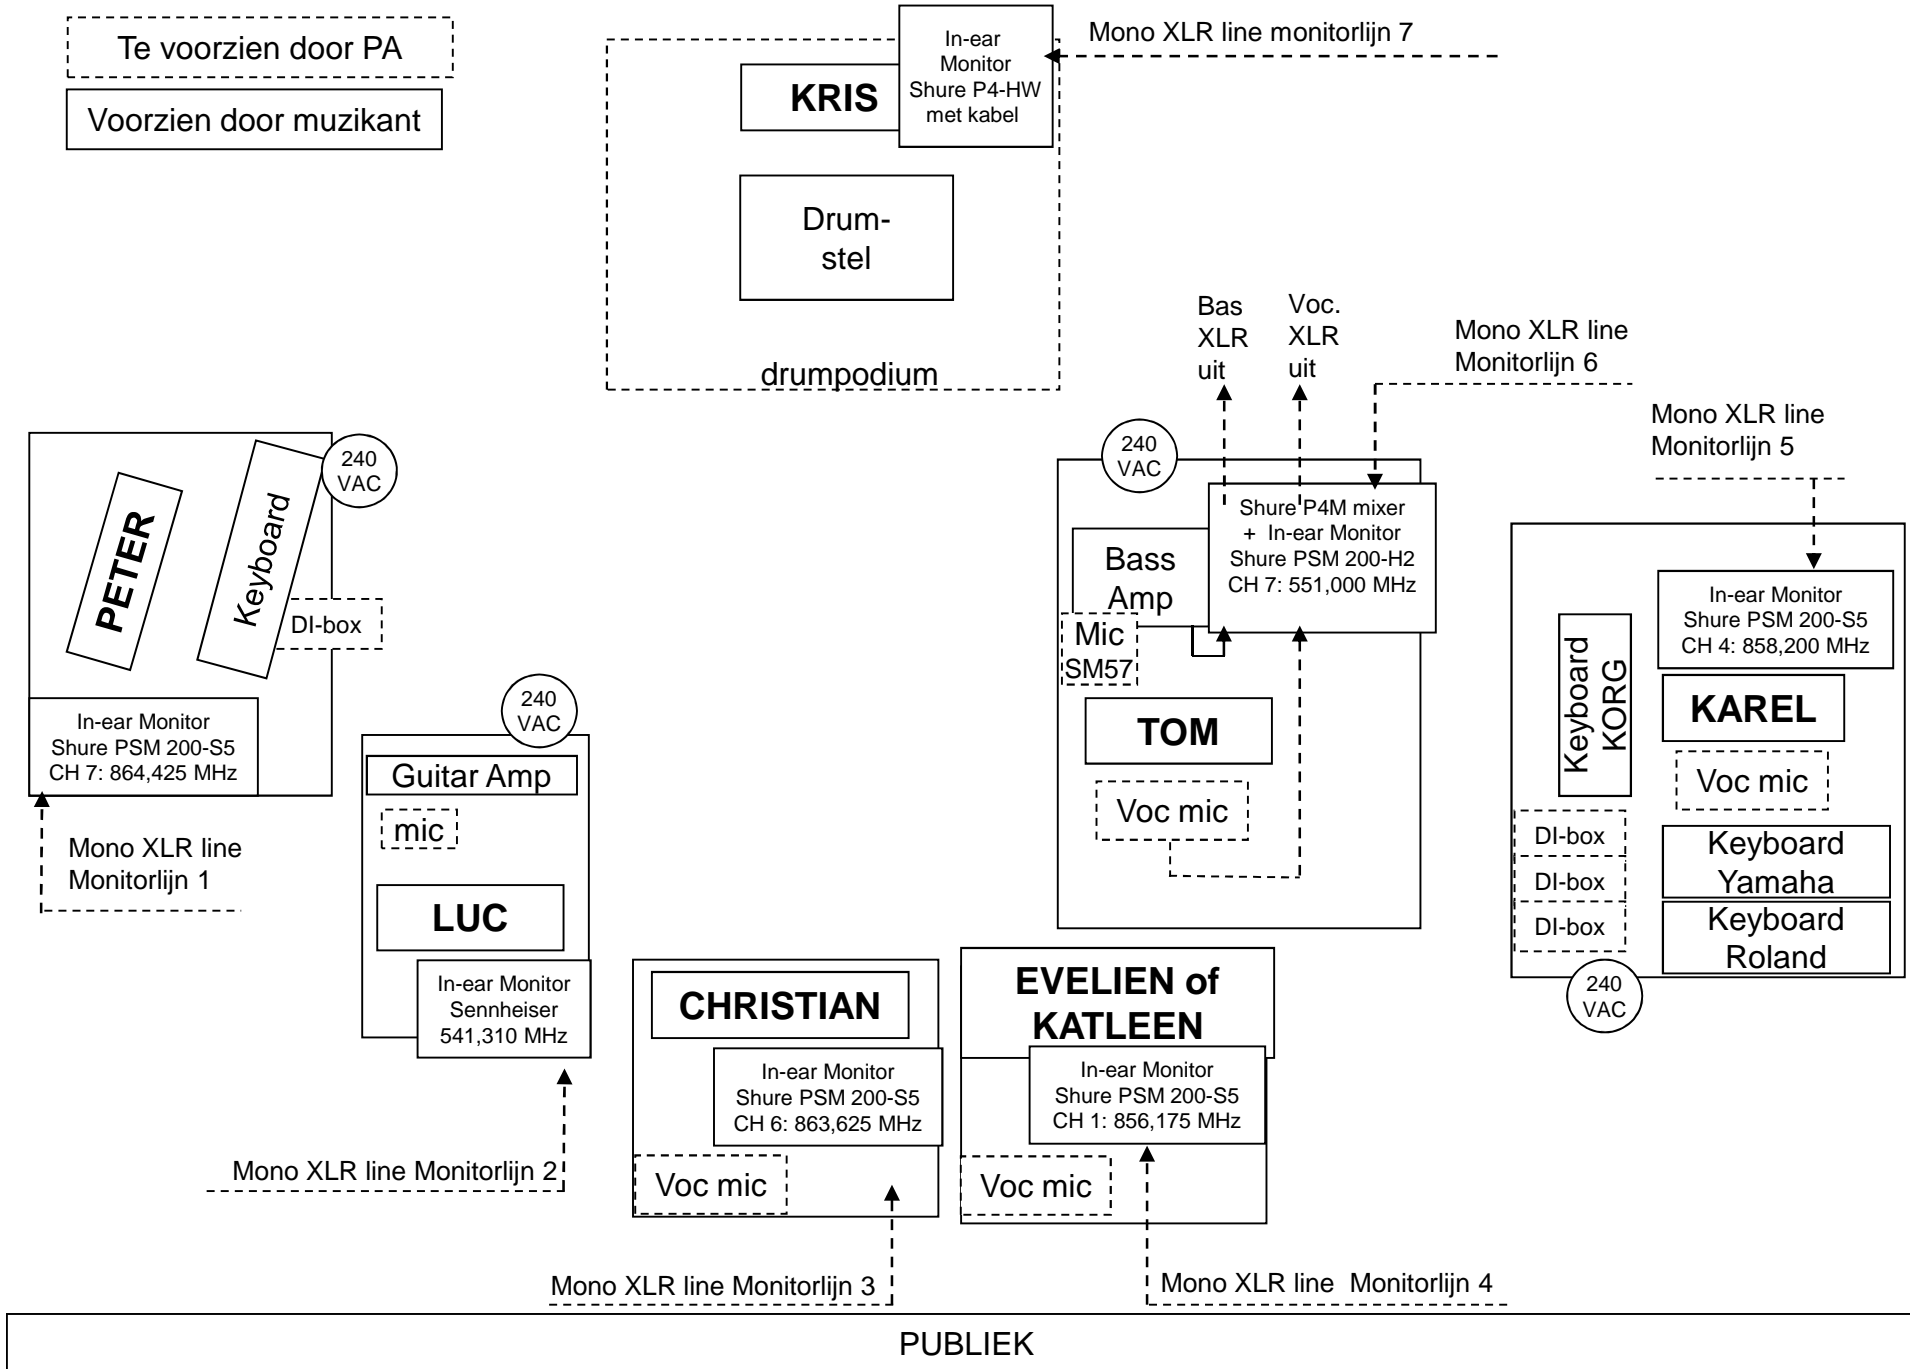 Te voorzien door PA
Voorzien door muzikant
KRIS
In-ear
Monitor
Shure P4-HW
met kabel
Mono XLR line monitorlijn 7
Drum-
stel
drumpodium
Bas
XLR
uit
Voc.
XLR
uit
Mono XLR line
Monitorlijn 6
Mono XLR line
Monitorlijn 5
240
VAC
PETER
Keyboard
DI-box
In-ear Monitor
Shure PSM 200-S5
CH 7: 864,425 MHz
Mono XLR line
Monitorlijn 1
240
VAC
Guitar Amp
mic
LUC
In-ear Monitor
Sennheiser
541,310 MHz
Mono XLR line Monitorlijn 2
240
VAC
Shure P4M mixer
+ In-ear Monitor
Shure PSM 200-H2
CH 7: 551,000 MHz
Bass
Amp
Mic
SM57
TOM
Voc mic
In-ear Monitor
Shure PSM 200-S5
CH 4: 858,200 MHz
Keyboard
KORG
KAREL
Voc mic
DI-box
DI-box
DI-box
Keyboard
Yamaha
Keyboard
Roland
240
VAC
CHRISTIAN
In-ear Monitor
Shure PSM 200-S5
CH 6: 863,625 MHz
Voc mic
Mono XLR line Monitorlijn 3
EVELIEN of
KATLEEN
In-ear Monitor
Shure PSM 200-S5
CH 1: 856,175 MHz
Voc mic
Mono XLR line Monitorlijn 4
PUBLIEK